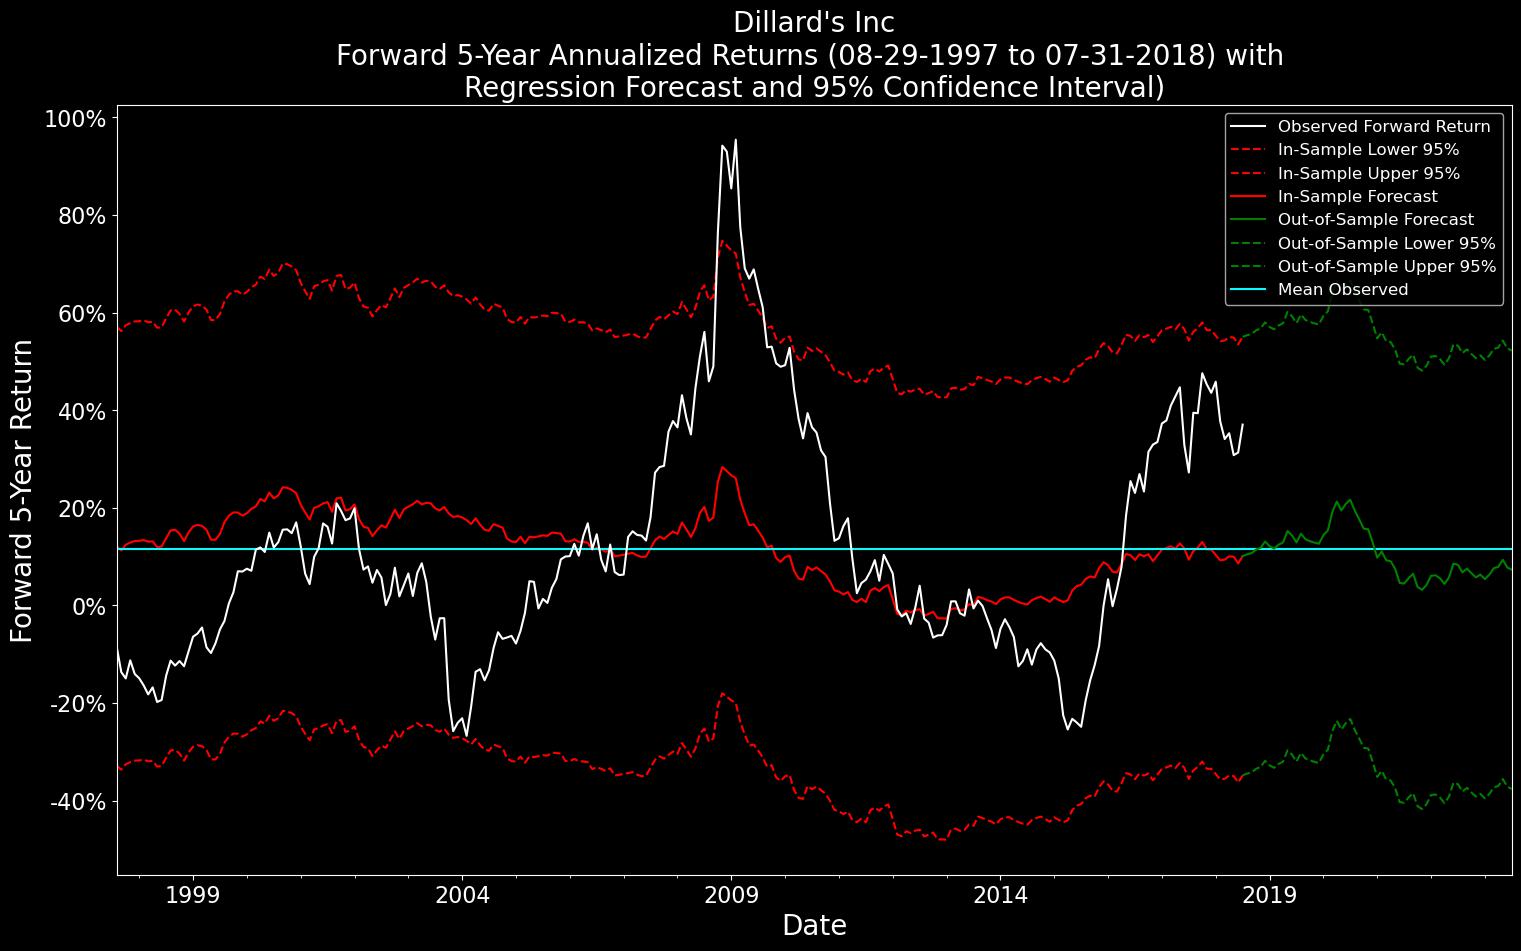 Dillard's Inc
Forward 5-Year Annualized Returns (08-29-1997 to 07-31-2018) with
Regression Forecast and 95% Confidence Interval)
100%
80%
60%
40%
20%
0%
-20%
-40%
Forward 5-Year Return
Observed Forward Return
In-Sample Lower 95%
In-Sample Upper 95%
In-Sample Forecast
Out-of-Sample Forecast
Out-of-Sample Lower 95%
Out-of-Sample Upper 95%
Mean Observed
1999
2004
2009
2014
2019
Date